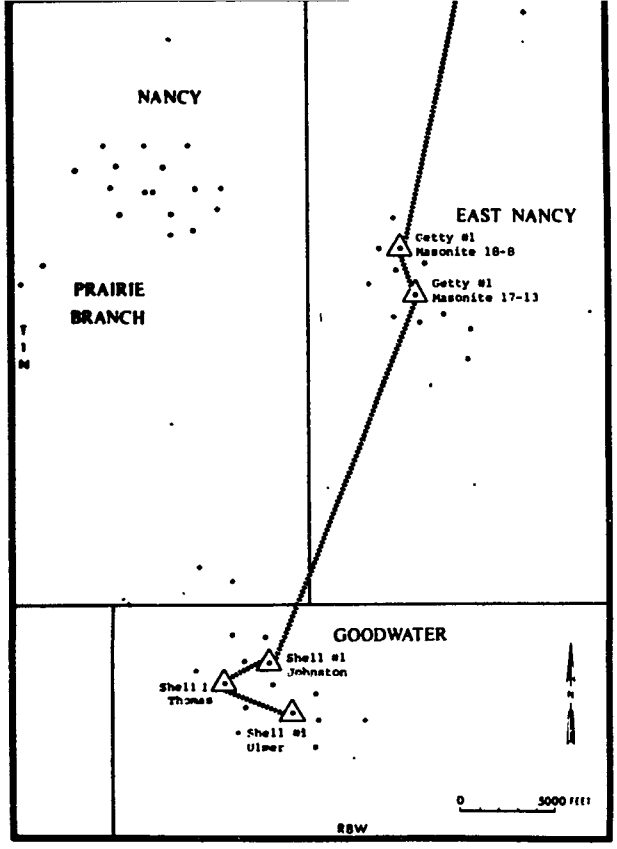 NANCY
EAST NANCY
Getty #1
Masonite 18-8
PRAIRIE
BRANCH
Getty #1
Masonite 17-13
T
1
N
GOODWATER
Shell #1
Johnston
Shell 1
Thomas
Shell #1
Ulmer
N
0 5000 FEET
R8W